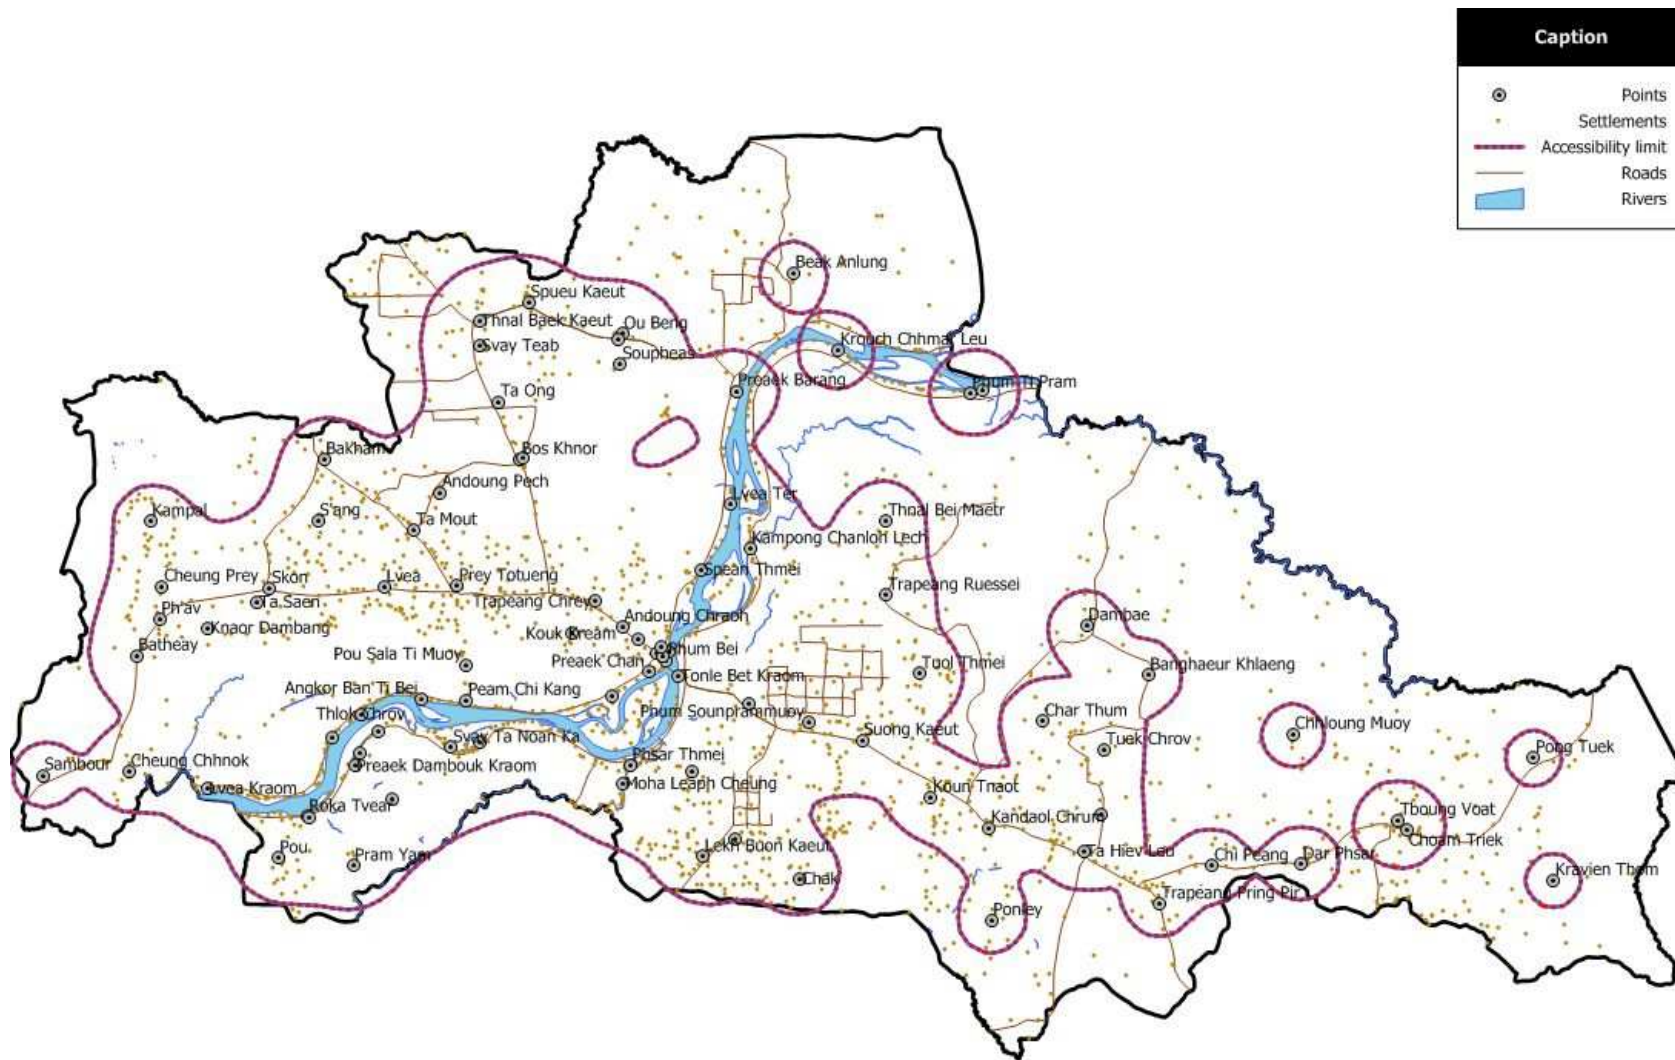 Caption
Points
Settlements
Accessibility limit
Roads
Rivers
Beak Anlung
Spueu Kaeut
Thnal Baek Kaeut
Ou Beng
Svay Teab
Soupheas
Krouch Chhmar Leu
Preaek Barang
Phum Ti Pram
Ta Ong
Bakham
Bos Khnor
Andoung Pech
Lvea Ter
Kampal
S'ang
Ta Mout
Thnal Bei Maetr
Kampong Chanloh Lech
Spean Thmei
Cheung Prey
Skon
Lvea
Prey Totueng
Ta Saen
Trapeang Chrey
Trapeang Ruessei
Ph'av
Knaor Dambang
Andoung Chraoh
Kouk Kream
Dambae
Batheay
Pou Sala Ti Muoy
Preaek Chan
Phum Bei
Tonle Bet Kraom
Tuol Thmei
Banghaeur Khlaeng
Angkor Ban Ti Bei
Peam Chi Kang
Thlok Chrov
Phum Sounprammuoy
Char Thum
Chhloung Muoy
Svay Ta Noan Ka
Suong Kaeut
Tuek Chrov
Pong Tuek
Sambour
Cheung Chhnok
Preaek Dambouk Kraom
Phsar Thmei
Moha Leaph Cheung
Lvea Kraom
Koun Tnaot
Roka Tvear
Kandaol Chrum
Tboung Voat
Choam Triek
Pou
Pram Yam
Lekh Buon Kaeut
Ta Hiev Leu
Chi Peang
Dar Phsar
Chak
Kravien Thom
Trapeang Pring Pir
Ponley